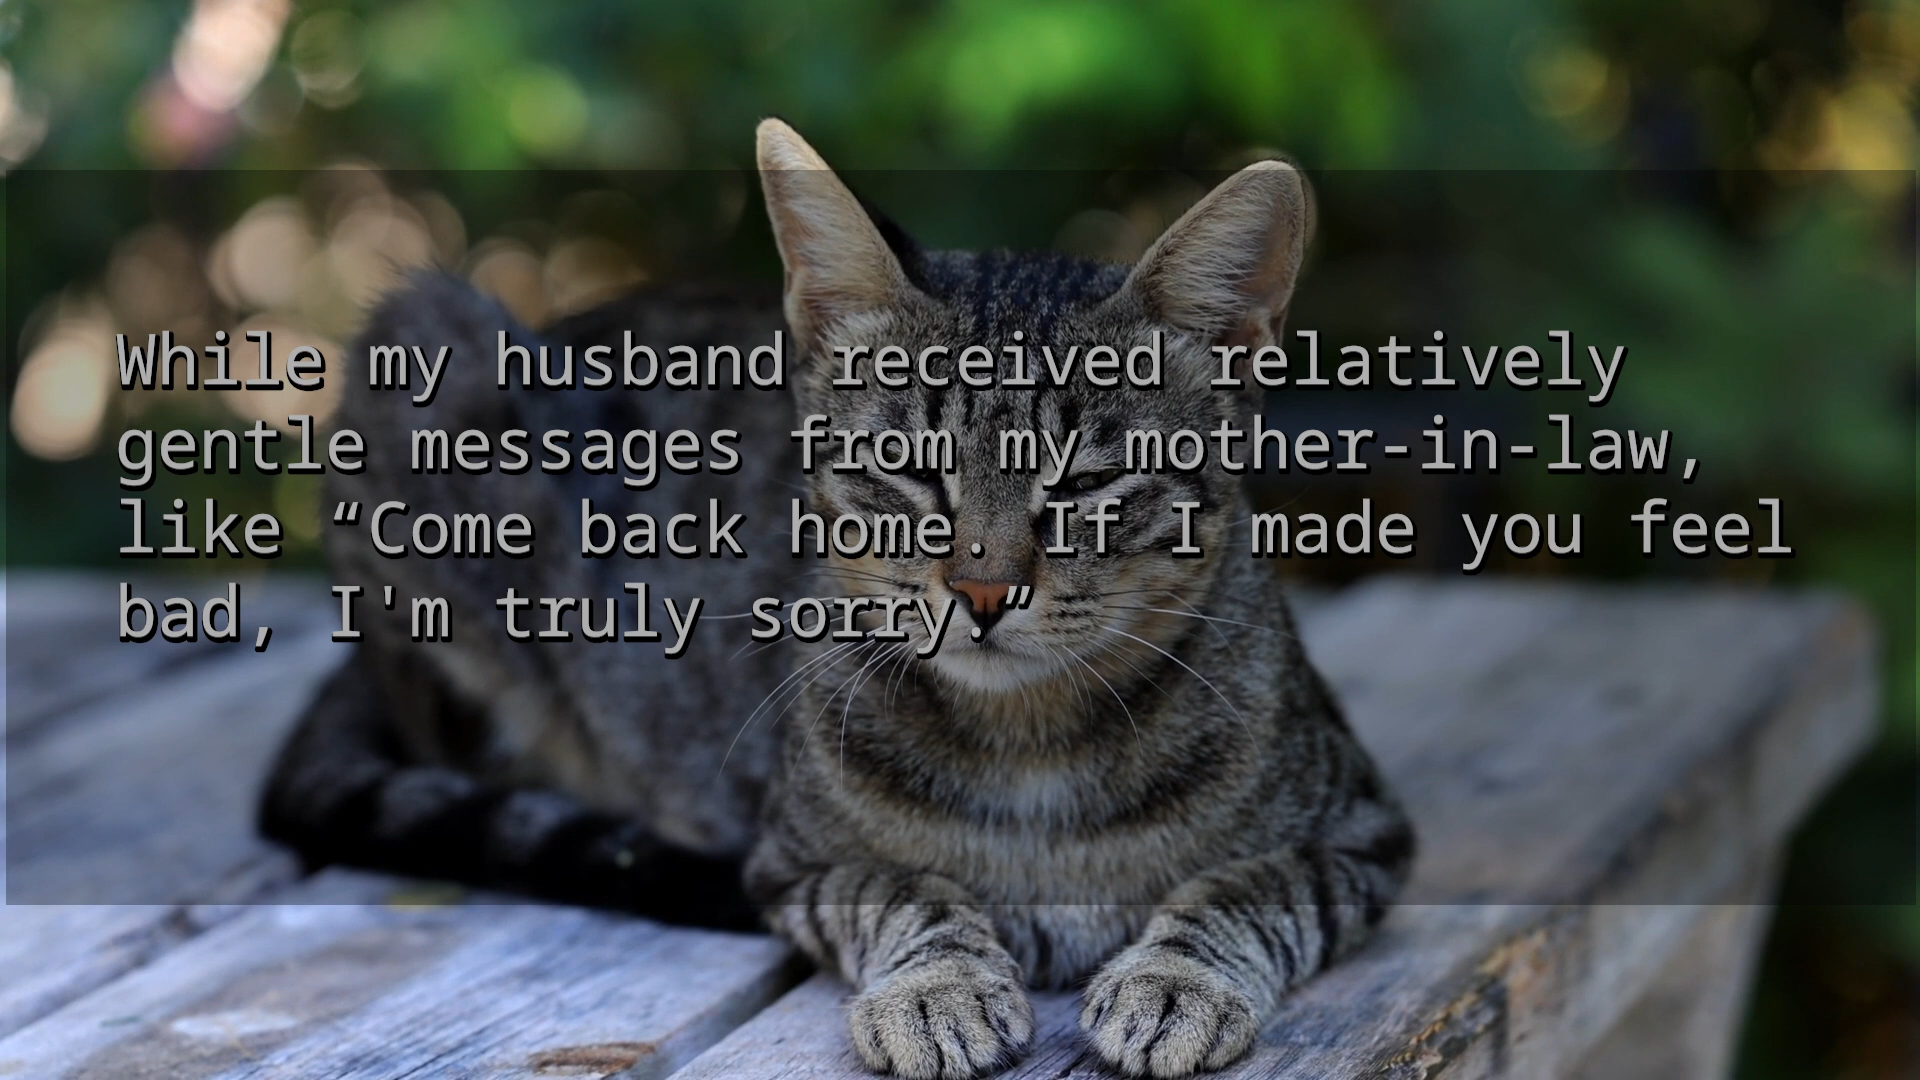 While my husband received relatively
gentle messages from my mother-in-law,
like “Come back home. If I made you feel
bad, I'm truly sorry.”